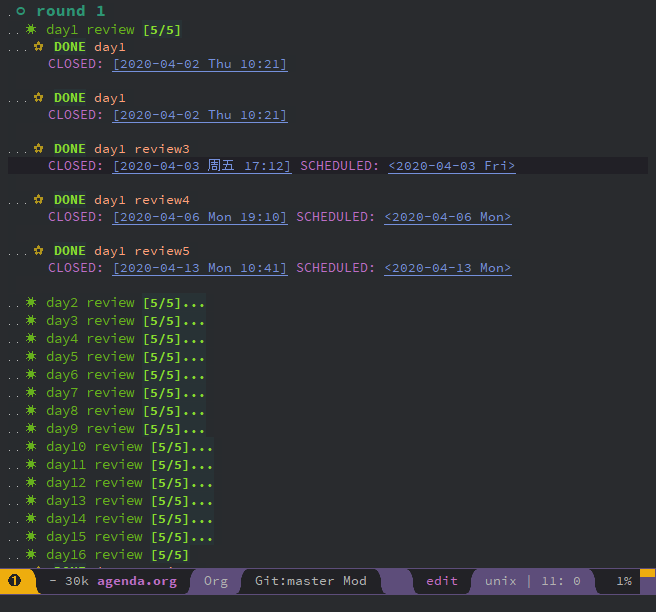 round 1
day1 review [5/5]
DONE day1
CLOSED: [2020-04-02 Thu 10:21]
DONE day1
CLOSED: [2020-04-02 Thu 10:21]
DONE day1 review3
CLOSED: [2020-04-03 周五 17:12] SCHEDULED: <2020-04-03 Fri>
DONE day1 review4
CLOSED: [2020-04-06 Mon 19:10] SCHEDULED: <2020-04-06 Mon>
DONE day1 review5
CLOSED: [2020-04-13 Mon 10:41] SCHEDULED: <2020-04-13 Mon>
day2 review [5/5]...
day3 review [5/5]...
day4 review [5/5]...
day5 review [5/5]...
day6 review [5/5]...
day7 review [5/5]...
day8 review [5/5]...
day9 review [5/5]...
day10 review [5/5]...
day11 review [5/5]...
day12 review [5/5]...
day13 review [5/5]...
day14 review [5/5]...
day15 review [5/5]...
day16 review [5/5]
1 - 30k agenda.org Org Git:master Mod edit unix | 11: 0 1%